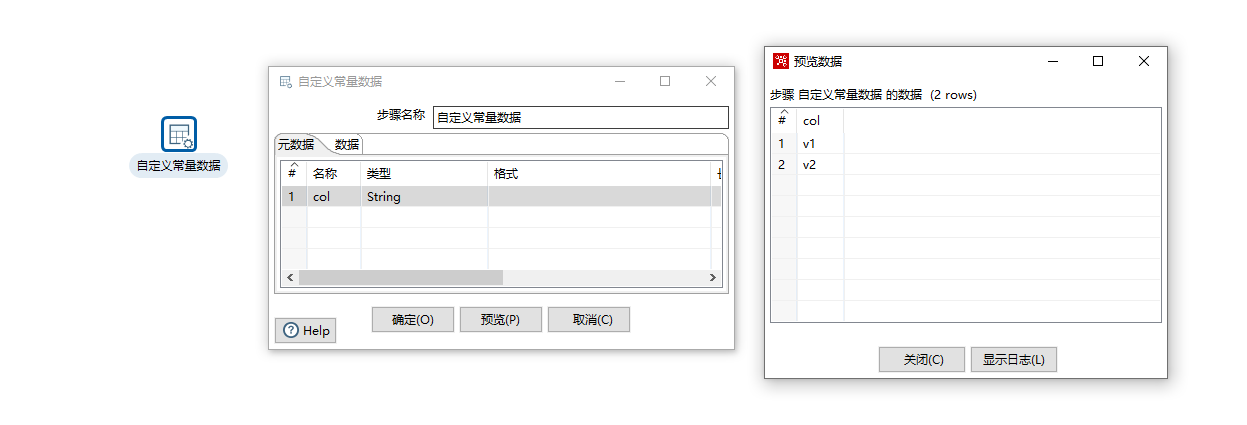 自定义常量数据
自定义常量数据
步骤名称 自定义常量数据
元数据 数据
# 名称 类型 格式
1 col String
Help
确定(O) 预览(P) 取消(C)
预览数据
步骤 自定义常量数据 的数据 (2 rows)
# col
1 v1
2 v2
关闭(C) 显示日志(L)